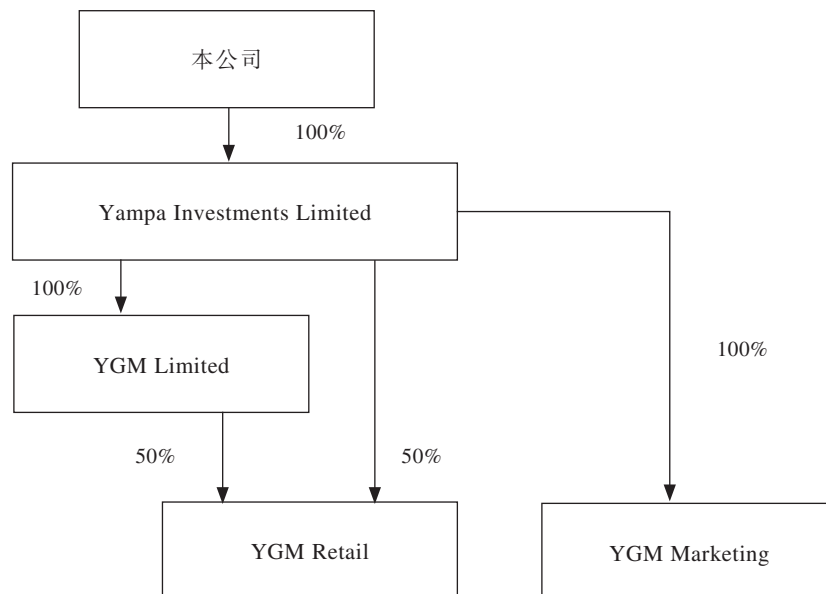 本公司
100%
Yampa Investments Limited
100%
YGM Limited
100%
50%
50%
YGM Retail
YGM Marketing